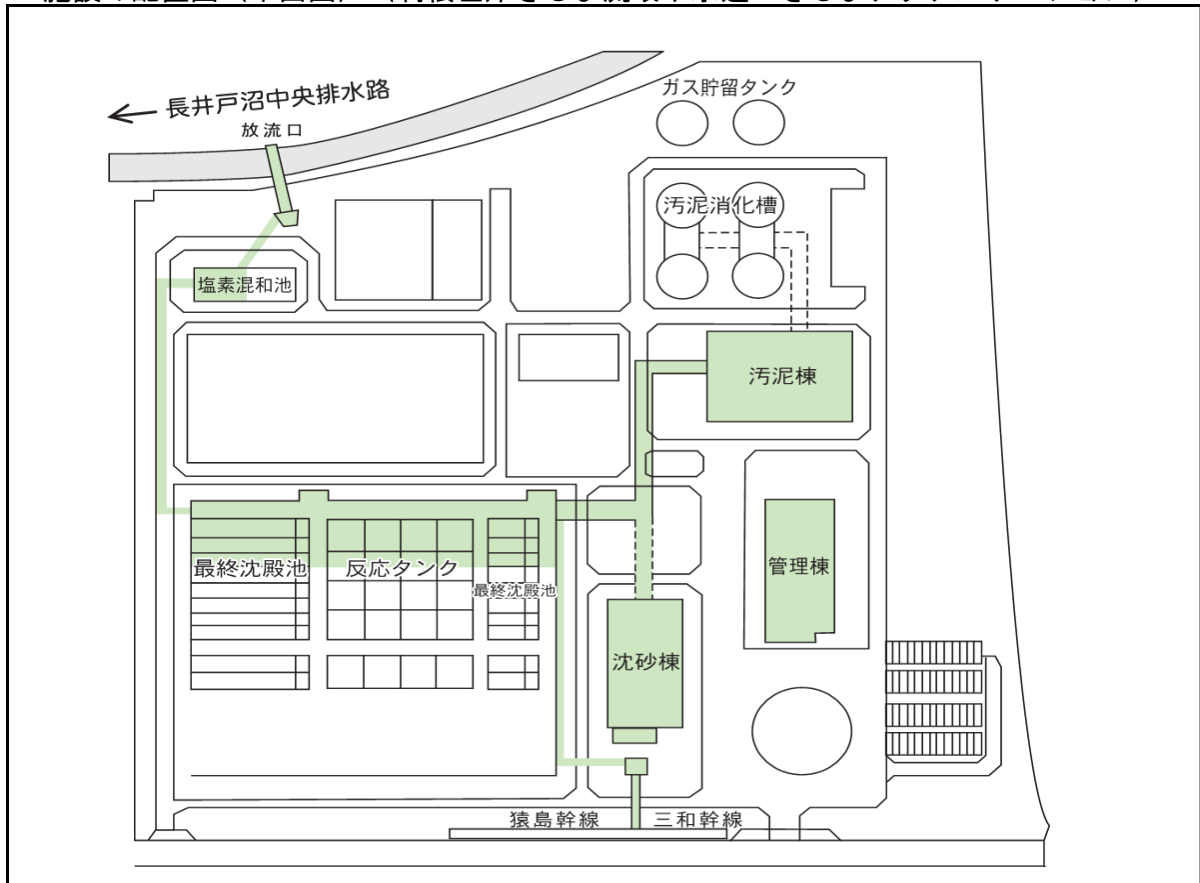 長井戸沼中央排水路
放流口
ガス貯留タンク
汚泥消化槽
塩素混和池
汚泥棟
最終沈殿池
反応タンク
最終沈殿池
管理棟
沈砂棟
猿島幹線
三和幹線